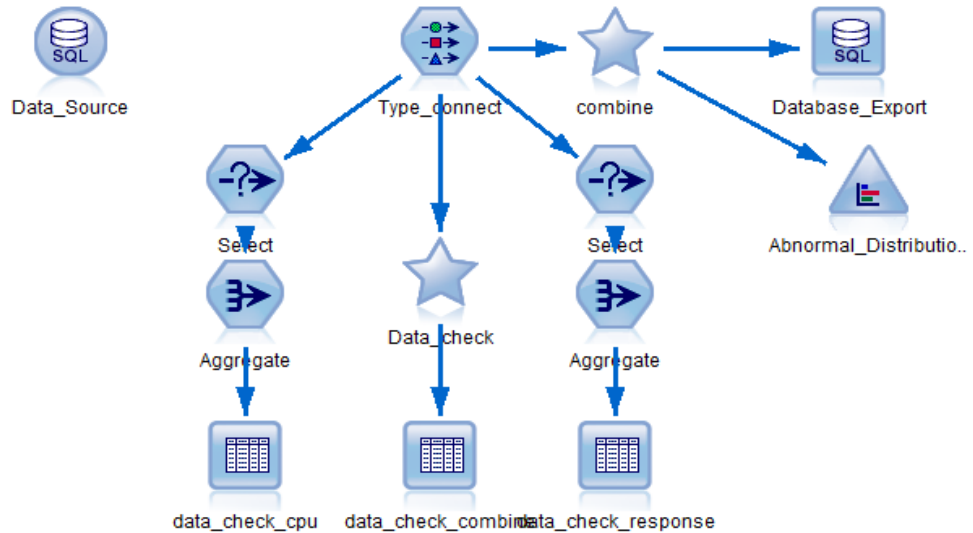 SQL
Data_Source
Type_connect
combine
SQL
Database_Export
-?
Select
-?
Select
Abnormal_Distributio..
Aggregate
Data_check
Aggregate
data_check_cpu
data_check_combine
data_check_response